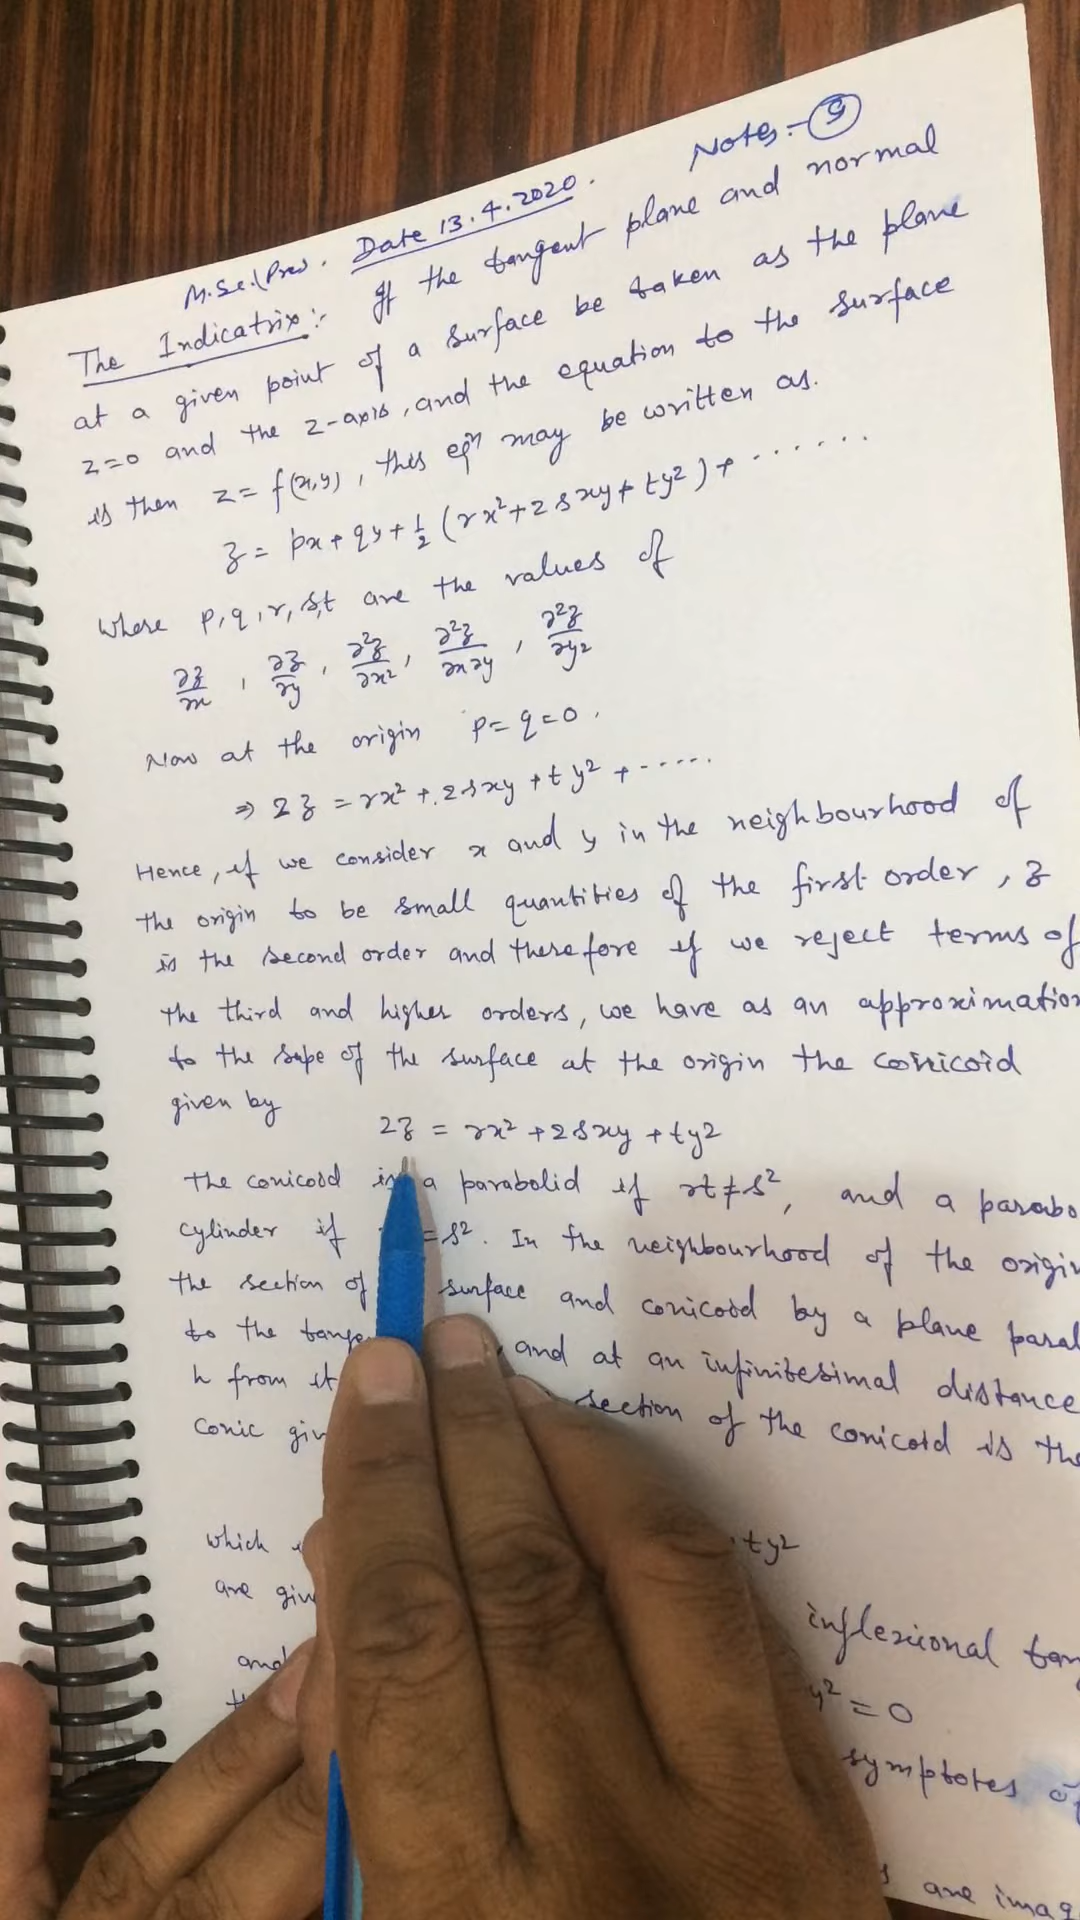 Notes:- 9
M.Sc.\Prev. Date 13.4.2020.
The Indicatrix:- If the tangent plane and normal
at a given point of a surface be taken as the plane
z=0 and the z-axis, and the equation to the surface
is then z= f(x,y), this eqn may be written as.
z = px + qy + 1/2 (rx² + 2sxy + ty²) + ......
where p,q,r,s,t are the values of
∂z/∂x , ∂z/∂y , ∂²z/∂x² , ∂²z/∂x∂y , ∂²z/∂y²
Now at the origin p= q=0.
⇒ 2z = rx² + 2sxy + ty² + .....
Hence, if we consider x and y in the neighbourhood of
the origin to be small quantities of the first order, z
is the second order and therefore if we reject terms of
the third and higher orders, we have as an approximation
to the sape of the surface at the origin the conicoid
given by
2z = rx² + 2sxy + ty²
the conicoid is a parabolid if rt≠s², and a parabo
cylinder if =s². In the neighbourhood of the origin
the section of surface and conicoid by a plane paral
to the tange and at an infinitesimal distance
h from it section of the conicoid is the
conic giv
which ty²
are giv inflexional tan
and y² = 0
symptotes of
are imag